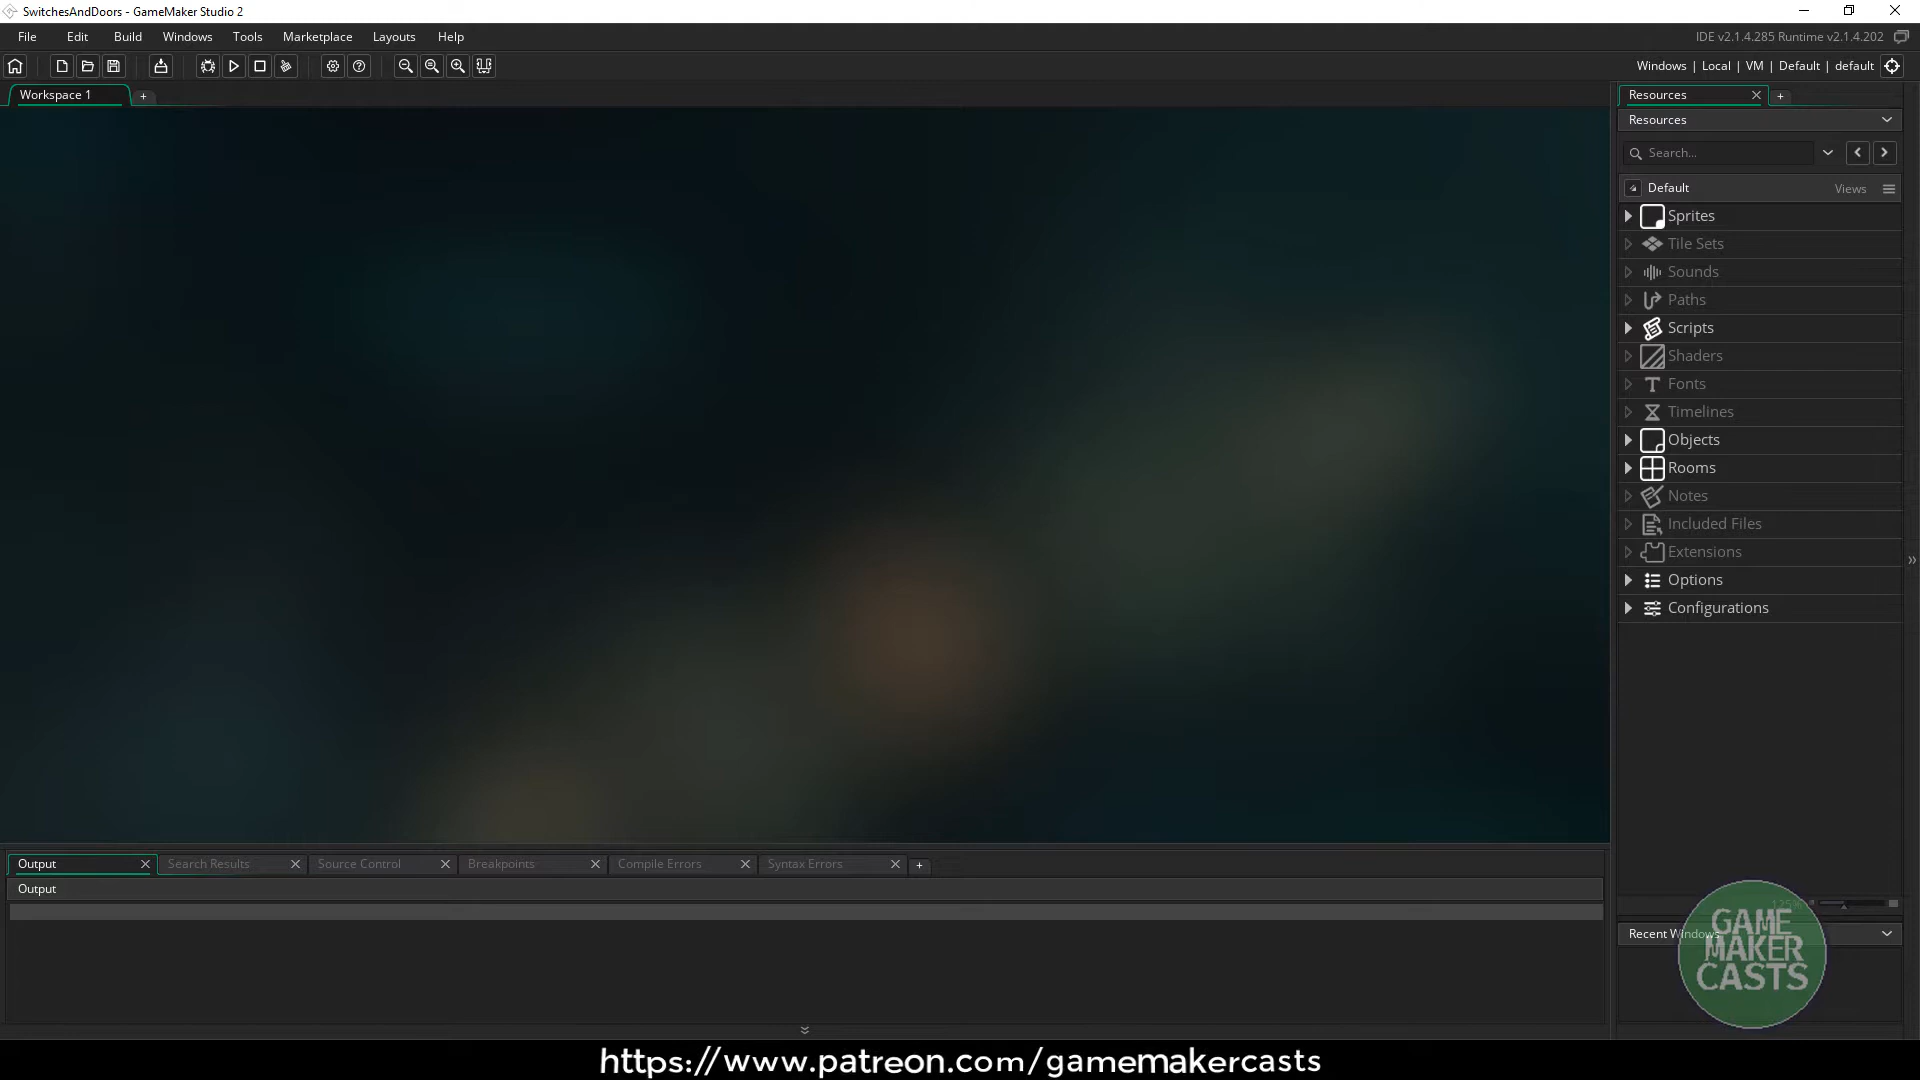 SwitchesAndDoors - GameMaker Studio 2
File Edit Build Windows Tools Marketplace Layouts Help
IDE v2.1.4.285 Runtime v2.1.4.202
Windows | Local | VM | Default | default
Workspace 1
Resources
Resources
Search...
Default Views
Sprites
Tile Sets
Sounds
Paths
Scripts
Shaders
Fonts
Timelines
Objects
Rooms
Notes
Included Files
Extensions
Options
Configurations
Output Search Results Source Control Breakpoints Compile Errors Syntax Errors
Output
125%
Recent Windows
GAME
MAKER
CASTS
https://www.patreon.com/gamemakercasts